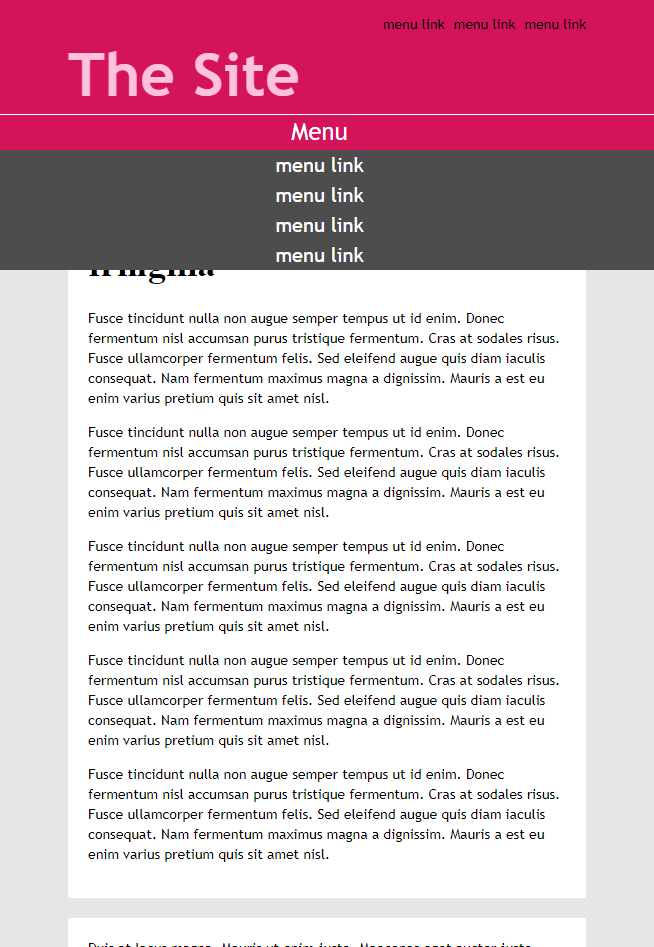 menu link menu link menu link
The Site
Menu
menu link
menu link
menu link
menu link
fringilla
Fusce tincidunt nulla non augue semper tempus ut id enim. Donec
fermentum nisl accumsan purus tristique fermentum. Cras at sodales risus.
Fusce ullamcorper fermentum felis. Sed eleifend augue quis diam iaculis
consequat. Nam fermentum maximus magna a dignissim. Mauris a est eu
enim varius pretium quis sit amet nisl.
Fusce tincidunt nulla non augue semper tempus ut id enim. Donec
fermentum nisl accumsan purus tristique fermentum. Cras at sodales risus.
Fusce ullamcorper fermentum felis. Sed eleifend augue quis diam iaculis
consequat. Nam fermentum maximus magna a dignissim. Mauris a est eu
enim varius pretium quis sit amet nisl.
Fusce tincidunt nulla non augue semper tempus ut id enim. Donec
fermentum nisl accumsan purus tristique fermentum. Cras at sodales risus.
Fusce ullamcorper fermentum felis. Sed eleifend augue quis diam iaculis
consequat. Nam fermentum maximus magna a dignissim. Mauris a est eu
enim varius pretium quis sit amet nisl.
Fusce tincidunt nulla non augue semper tempus ut id enim. Donec
fermentum nisl accumsan purus tristique fermentum. Cras at sodales risus.
Fusce ullamcorper fermentum felis. Sed eleifend augue quis diam iaculis
consequat. Nam fermentum maximus magna a dignissim. Mauris a est eu
enim varius pretium quis sit amet nisl.
Fusce tincidunt nulla non augue semper tempus ut id enim. Donec
fermentum nisl accumsan purus tristique fermentum. Cras at sodales risus.
Fusce ullamcorper fermentum felis. Sed eleifend augue quis diam iaculis
consequat. Nam fermentum maximus magna a dignissim. Mauris a est eu
enim varius pretium quis sit amet nisl.